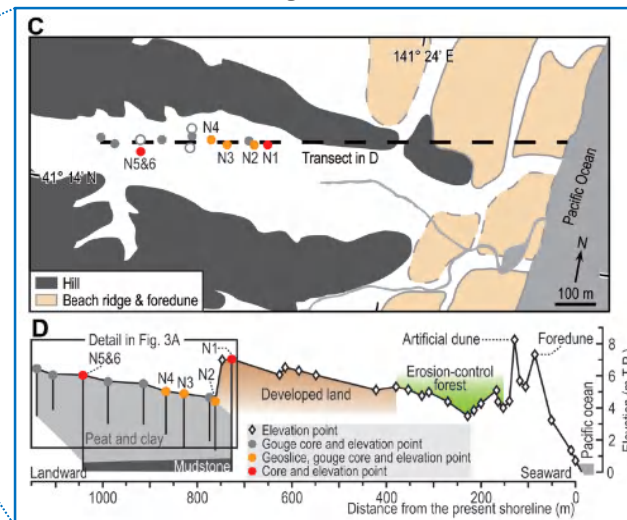 C
141° 24' E
N4
N3
N2
N1
N5&6
Transect in D
41° 14' N
Pacific Ocean
N
100 m
Hill
Beach ridge & foredune
D
Detail in Fig. 3A
N5&6
N1
N4
N3
N2
Peat and clay
Mudstone
Landward
Developed land
Erosion-control
forest
Artificial dune
Foredune
Elevation point
Gouge core and elevation point
Geoslice, gouge core and elevation point
Core and elevation point
Seaward
Pacific ocean
8
6
4
2
0
1000
800
600
400
200
0
Distance from the present shoreline (m)